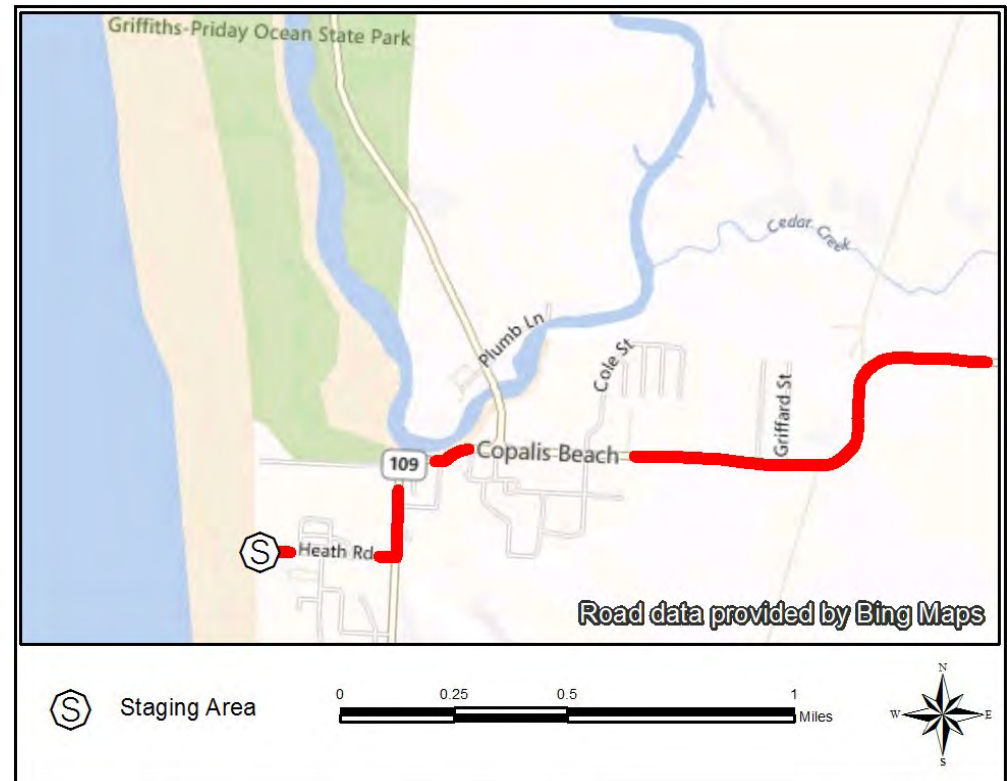 Griffiths-Priday Ocean State Park
Cedar Creek
Plumb Ln
Cole St
Griffard St
Copalis Beach
109
Heath Rd
S
Road data provided by Bing Maps
S Staging Area
0 0.25 0.5 1
Miles
N
W E
S